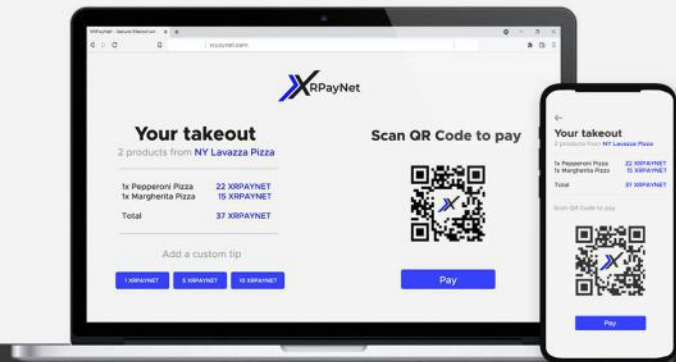 XRPayNet
xrpaynet.com
Your takeout
2 products from NY Lavazza Pizza
1x Pepperoni Pizza 22 XRPAYNET
1x Margherita Pizza 15 XRPAYNET
Total 37 XRPAYNET
Add a custom tip
1 XRPAYNET 5 XRPAYNET 10 XRPAYNET
Scan QR Code to pay
Pay
Your takeout
2 products from NY Lavazza Pizza
1x Pepperoni Pizza 22 XRPAYNET
1x Margherita Pizza 15 XRPAYNET
Total 37 XRPAYNET
Scan QR Code to pay
Pay